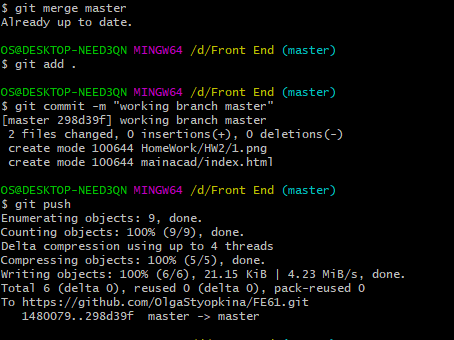 $ git merge master
Already up to date.
OS@DESKTOP-NEED3QN MINGW64 /d/Front End (master)
$ git add .
OS@DESKTOP-NEED3QN MINGW64 /d/Front End (master)
$ git commit -m "working branch master"
[master 298d39f] working branch master
2 files changed, 0 insertions(+), 0 deletions(-)
create mode 100644 HomeWork/HW2/1.png
create mode 100644 mainacad/index.html
OS@DESKTOP-NEED3QN MINGW64 /d/Front End (master)
$ git push
Enumerating objects: 9, done.
Counting objects: 100% (9/9), done.
Delta compression using up to 4 threads
Compressing objects: 100% (5/5), done.
Writing objects: 100% (6/6), 21.15 KiB | 4.23 MiB/s, done.
Total 6 (delta 0), reused 0 (delta 0), pack-reused 0
To https://github.com/OlgaStyopkina/FE61.git
1480079..298d39f  master -> master